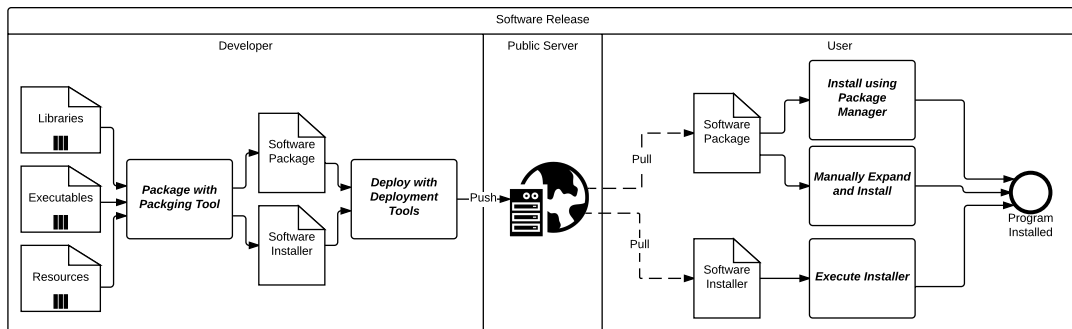 Software Release
Developer
Public Server
User
Libraries
Executables
Resources
Package with
Packging Tool
Software
Package
Software
Installer
Deploy with
Deployment
Tools
Push
Pull
Pull
Software
Package
Software
Installer
Install using
Package
Manager
Manually Expand
and Install
Execute Installer
Program
Installed